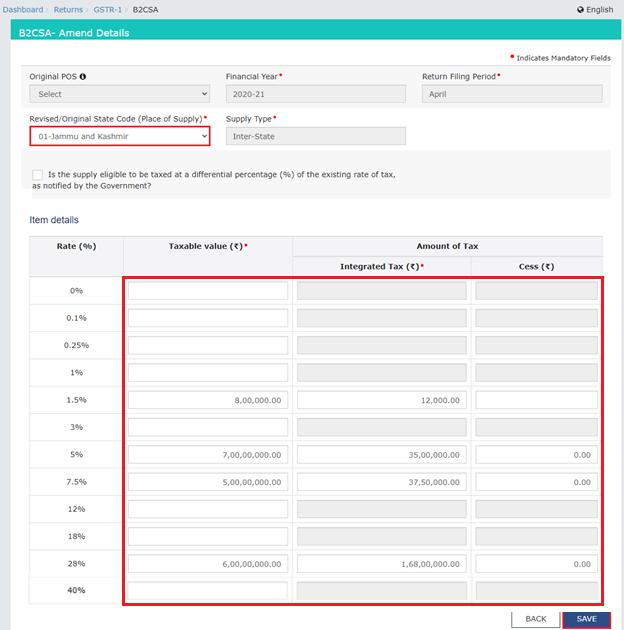 Dashboard › Returns › GSTR-1 › B2CSA English
B2CSA- Amend Details
• Indicates Mandatory Fields
Original POS Financial Year• Return Filing Period•
Select 2020-21 April
Revised/Original State Code (Place of Supply)• Supply Type•
01-Jammu and Kashmir Inter-State
Is the supply eligible to be taxed at a differential percentage (%) of the existing rate of tax,
as notified by the Government?
Item details
Rate (%) Taxable value (₹)• Amount of Tax
Integrated Tax (₹)• Cess (₹)
0%
0.1%
0.25%
1%
1.5% 8,00,000.00 12,000.00
3%
5% 7,00,00,000.00 35,00,000.00 0.00
7.5% 5,00,00,000.00 37,50,000.00 0.00
12%
18%
28% 6,00,00,000.00 1,68,00,000.00 0.00
40%
BACK SAVE